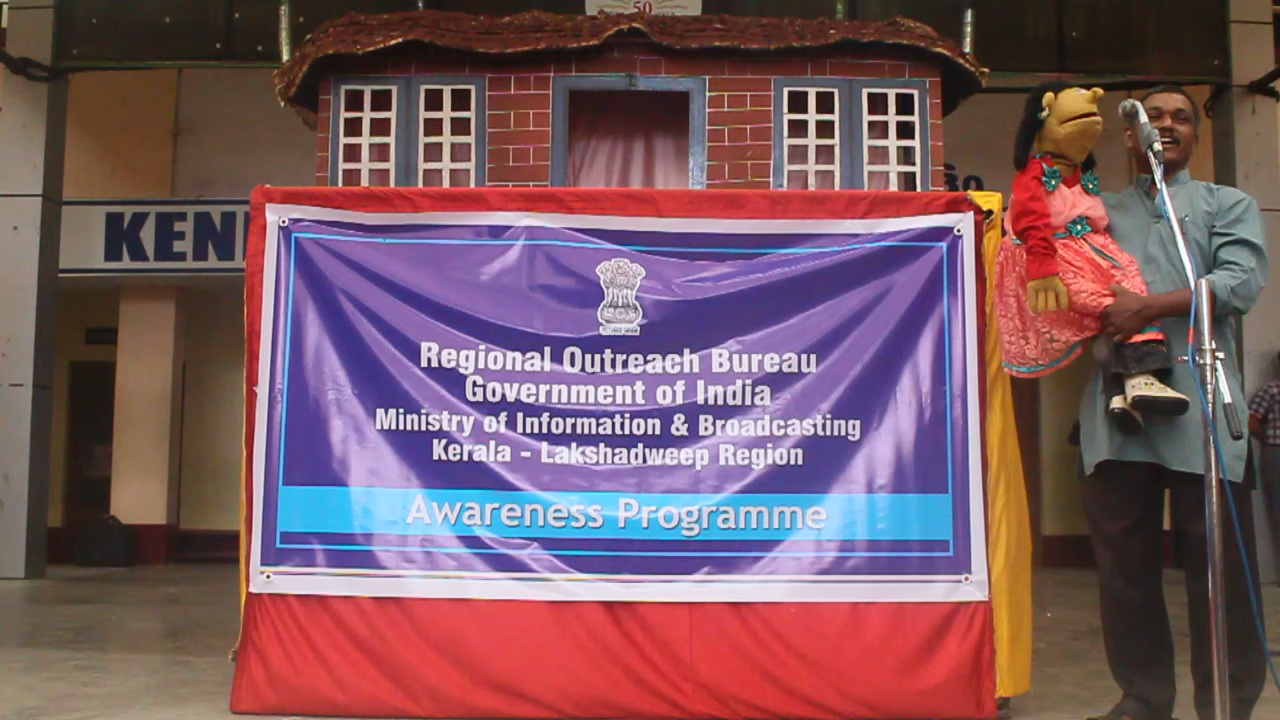 50
KEN
Regional Outreach Bureau
Government of India
Ministry of Information & Broadcasting
Kerala - Lakshadweep Region
Awareness Programme